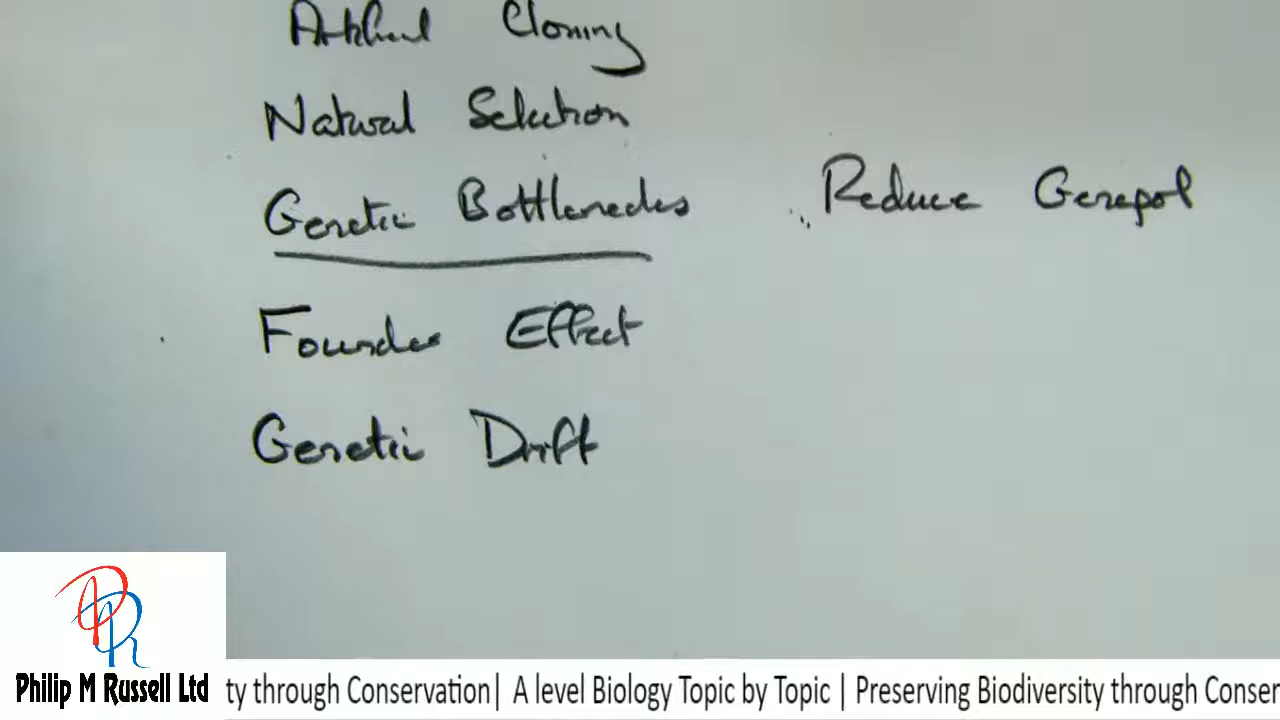 Artificial Cloning
Natural Selection
Genetic Bottlenecks
Reduce Genepol
Founder Effect
Genetic Drift
Philip M Russell Ltd
ty through Conservation| A level Biology Topic by Topic | Preserving Biodiversity through Conser